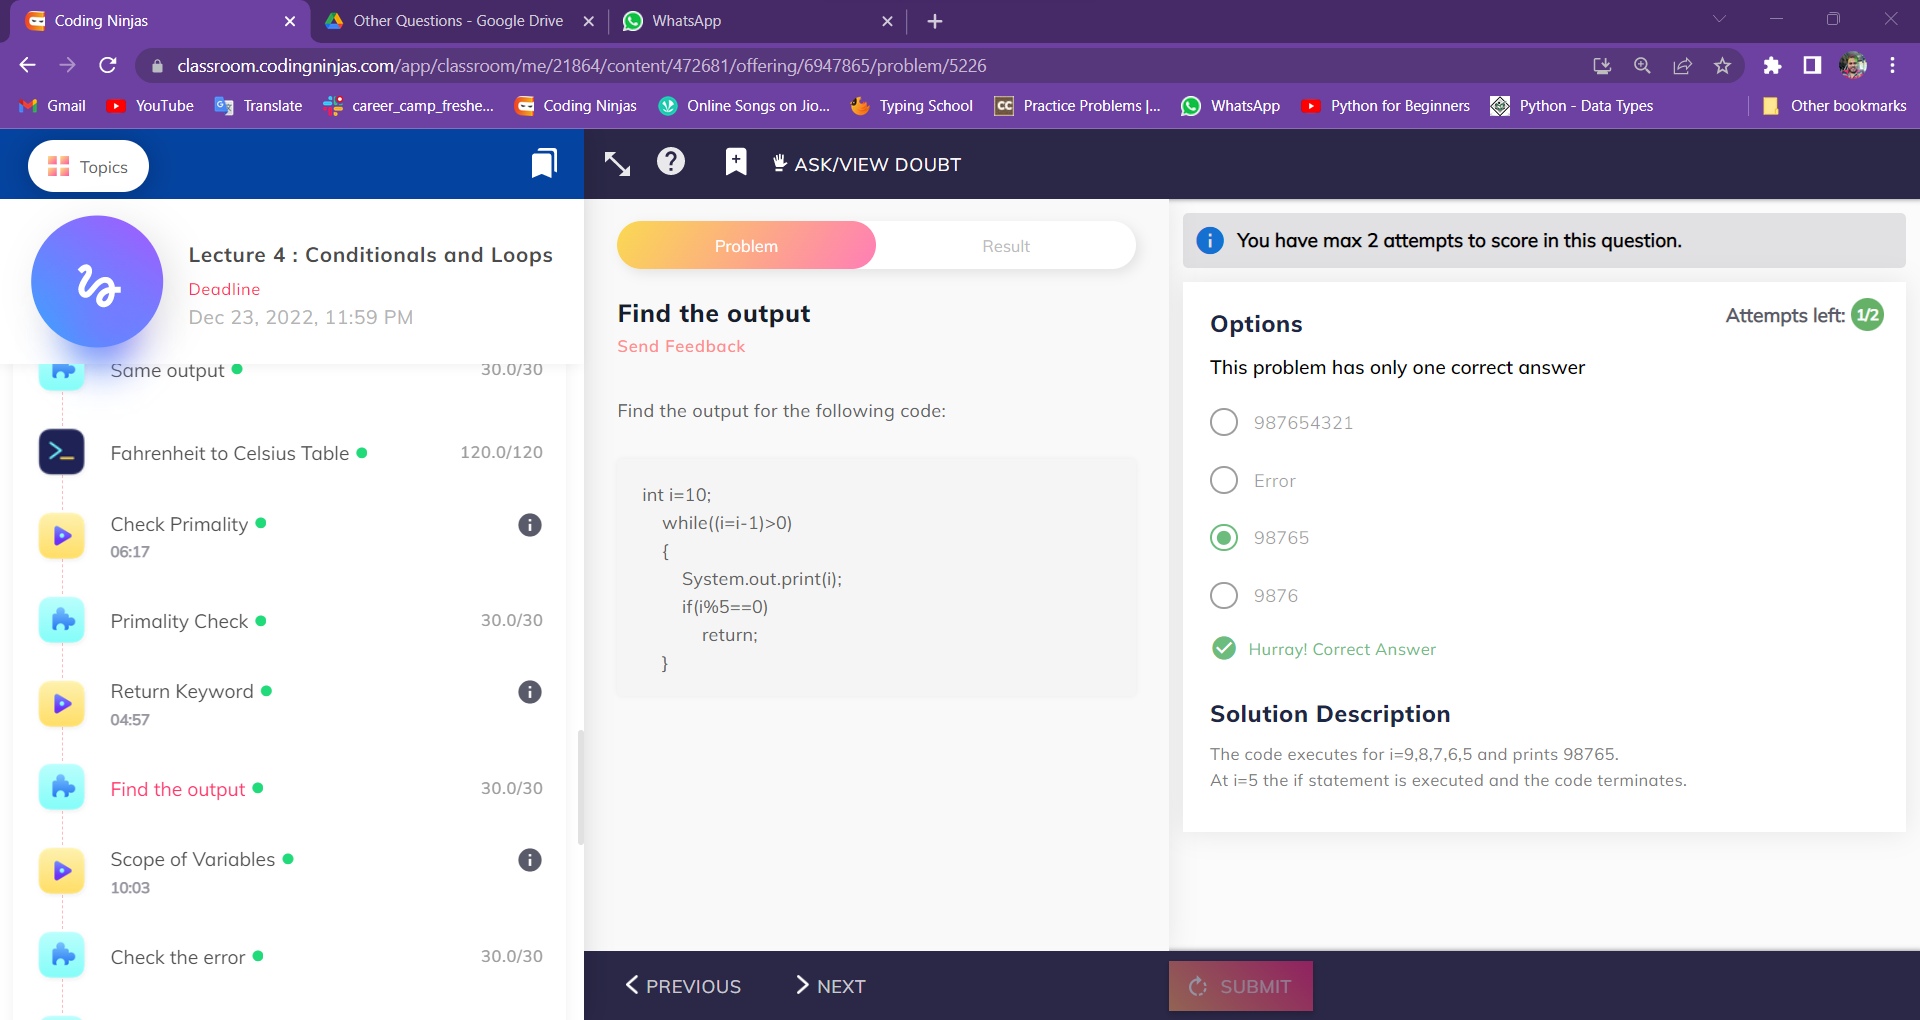 Coding Ninjas
Other Questions - Google Drive
WhatsApp
classroom.codingninjas.com/app/classroom/me/21864/content/472681/offering/6947865/problem/5226
Gmail
YouTube
Translate
career_camp_freshe...
Coding Ninjas
Online Songs on Jio...
Typing School
CC
Practice Problems |...
WhatsApp
Python for Beginners
Python - Data Types
Other bookmarks
Topics
ASK/VIEW DOUBT
Lecture 4 : Conditionals and Loops
Deadline
Dec 23, 2022, 11:59 PM
Same output
30.0/30
Fahrenheit to Celsius Table
120.0/120
Check Primality
06:17
Primality Check
30.0/30
Return Keyword
04:57
Find the output
30.0/30
Scope of Variables
10:03
Check the error
30.0/30
Problem
Result
Find the output
Send Feedback
Find the output for the following code:
int i=10;
while((i=i-1)>0)
{
System.out.print(i);
if(i%5==0)
return;
}
PREVIOUS
NEXT
You have max 2 attempts to score in this question.
Options
Attempts left: 1/2
This problem has only one correct answer
987654321
Error
98765
9876
Hurray! Correct Answer
Solution Description
The code executes for i=9,8,7,6,5 and prints 98765.
At i=5 the if statement is executed and the code terminates.
SUBMIT